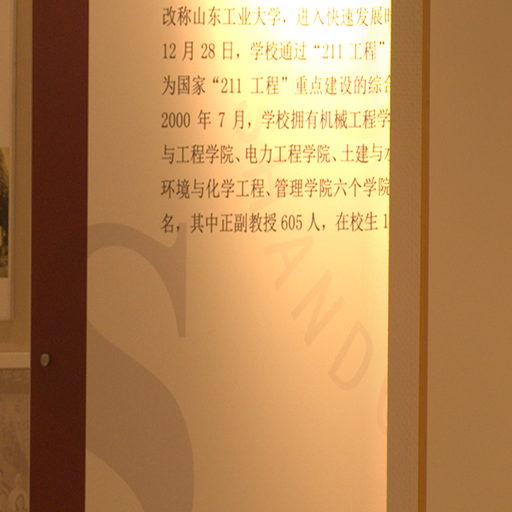 改称山东工业大学，进入快速发展时
12 月 28 日，学校通过“211 工程”
为国家“211 工程”重点建设的综合
2000 年 7 月，学校拥有机械工程学
与工程学院、电力工程学院、土建与水
环境与化学工程、管理学院六个学院
名，其中正副教授 605 人，在校生 1
S
SHANDO